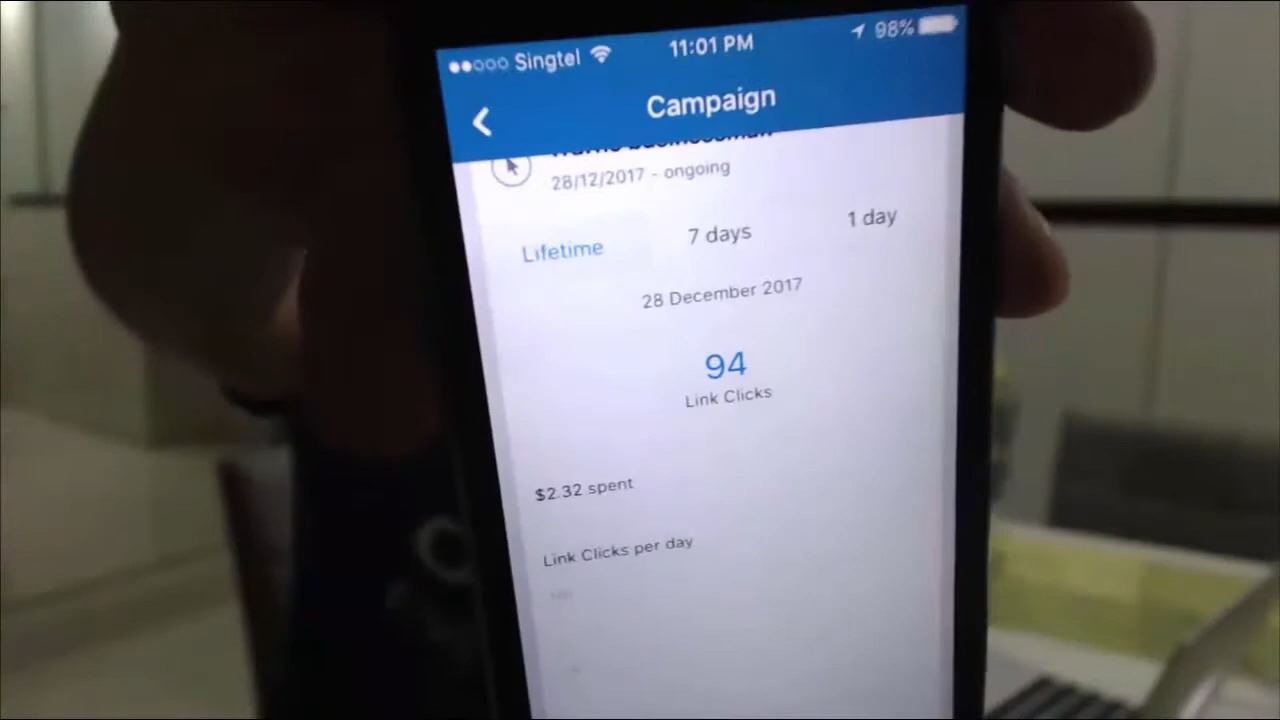 Singtel 11:01 PM 98%
Campaign
28/12/2017 - ongoing
Lifetime 7 days 1 day
28 December 2017
94
Link Clicks
$2.32 spent
Link Clicks per day